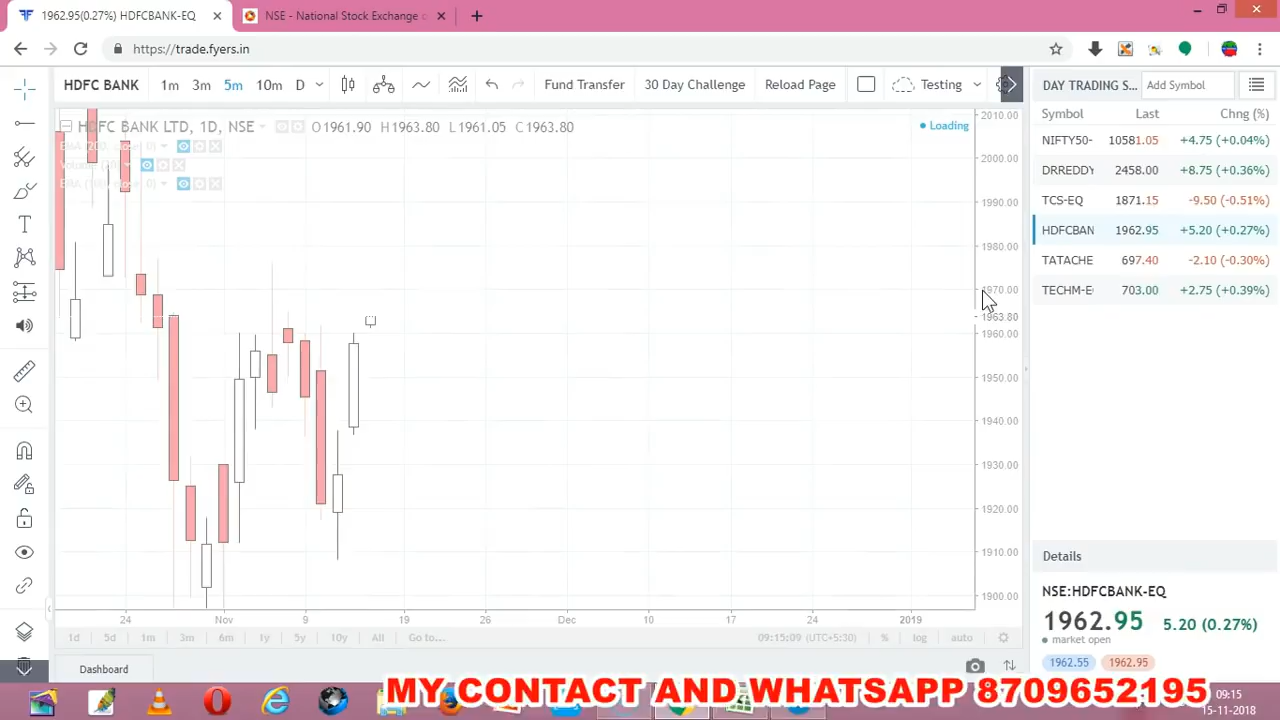 1962.95(0.27%) HDFCBANK-EQ
NSE - National Stock Exchange o
https://trade.fyers.in
HDFC BANK 1m 3m 5m 10m D Fund Transfer 30 Day Challenge Reload Page Testing
DAY TRADING S... Add Symbol
HDFC BANK LTD, 1D, NSE O1961.90 H1963.80 L1961.05 C1963.80
Loading
2010.00
2000.00
1990.00
1980.00
1970.00
1963.80
1960.00
1950.00
1940.00
1930.00
1920.00
1910.00
1900.00
24 Nov 9 19 26 Dec 10 17 24 2019
1d 5d 1m 3m 6m 1y 5y 10y All Go to... 09:15:09 (UTC+5:30) % log auto
Dashboard
Symbol Last Chng (%)
NIFTY50- 10581.05 +4.75 (+0.04%)
DRREDDY 2458.00 +8.75 (+0.36%)
TCS-EQ 1871.15 -9.50 (-0.51%)
HDFCBAN 1962.95 +5.20 (+0.27%)
TATACHE 697.40 -2.10 (-0.30%)
TECHM-E 703.00 +2.75 (+0.39%)
Details
NSE:HDFCBANK-EQ
1962.95 5.20 (0.27%)
market open
1962.55 1962.95
MY CONTACT AND WHATSAPP 8709652195
09:15
15-11-2018